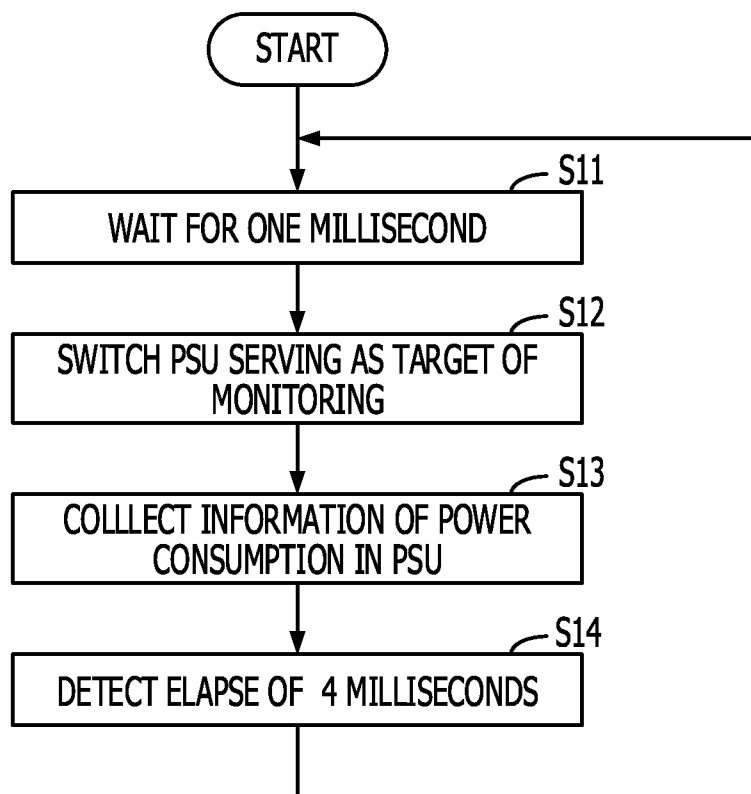 START
S11
WAIT FOR ONE MILLISECOND
S12
SWITCH PSU SERVING AS TARGET OF
MONITORING
S13
COLLLECT INFORMATION OF POWER
CONSUMPTION IN PSU
S14
DETECT ELAPSE OF 4 MILLISECONDS